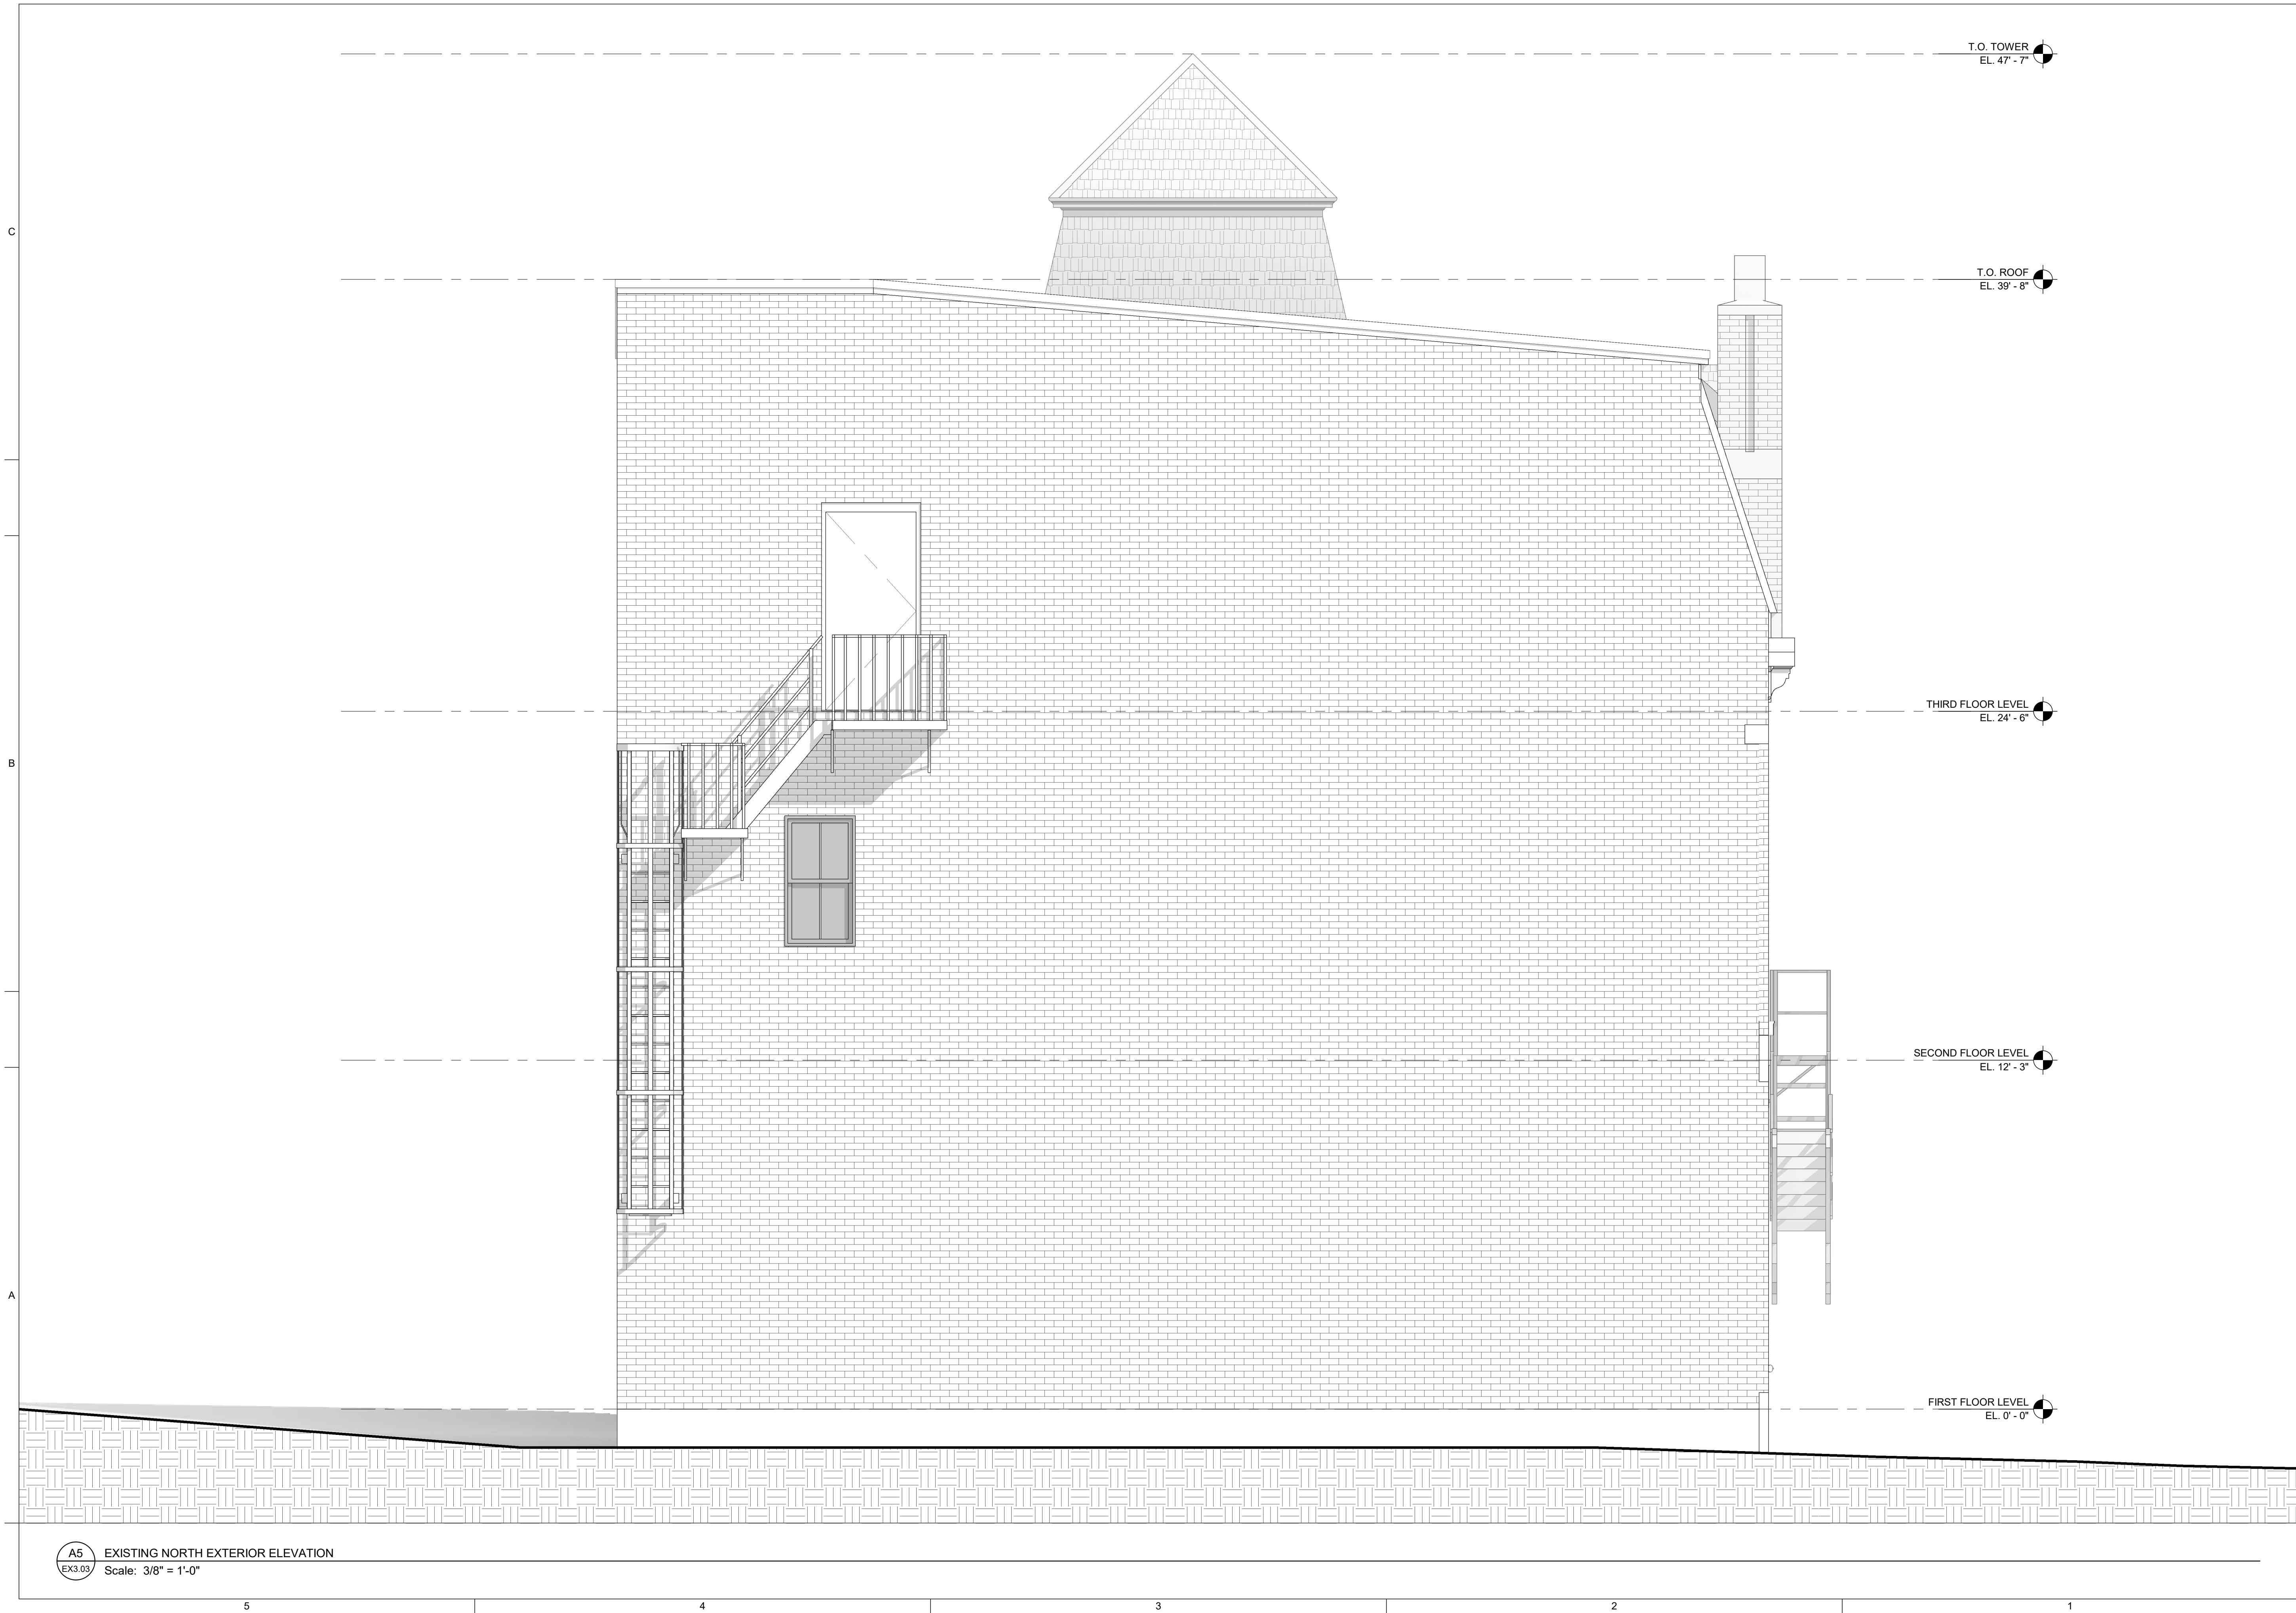 T.O. TOWER
EL. 47' - 7"
C
T.O. ROOF
EL. 39' - 8"
THIRD FLOOR LEVEL
EL. 24' - 6"
B
SECOND FLOOR LEVEL
EL. 12' - 3"
A
FIRST FLOOR LEVEL
EL. 0' - 0"
A5
EX3.03
EXISTING NORTH EXTERIOR ELEVATION
Scale: 3/8" = 1'-0"
5
4
3
2
1